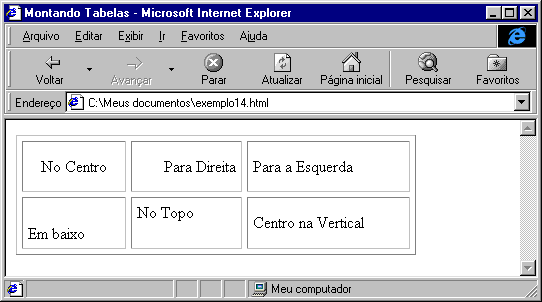 Montando Tabelas - Microsoft Internet Explorer
Arquivo Editar Exibir Ir Favoritos Ajuda
Voltar Avançar Parar Atualizar Página inicial Pesquisar Favoritos
Endereço C:\Meus documentos\exemplo14.html
No Centro Para Direita Para a Esquerda
Em baixo No Topo Centro na Vertical
Meu computador